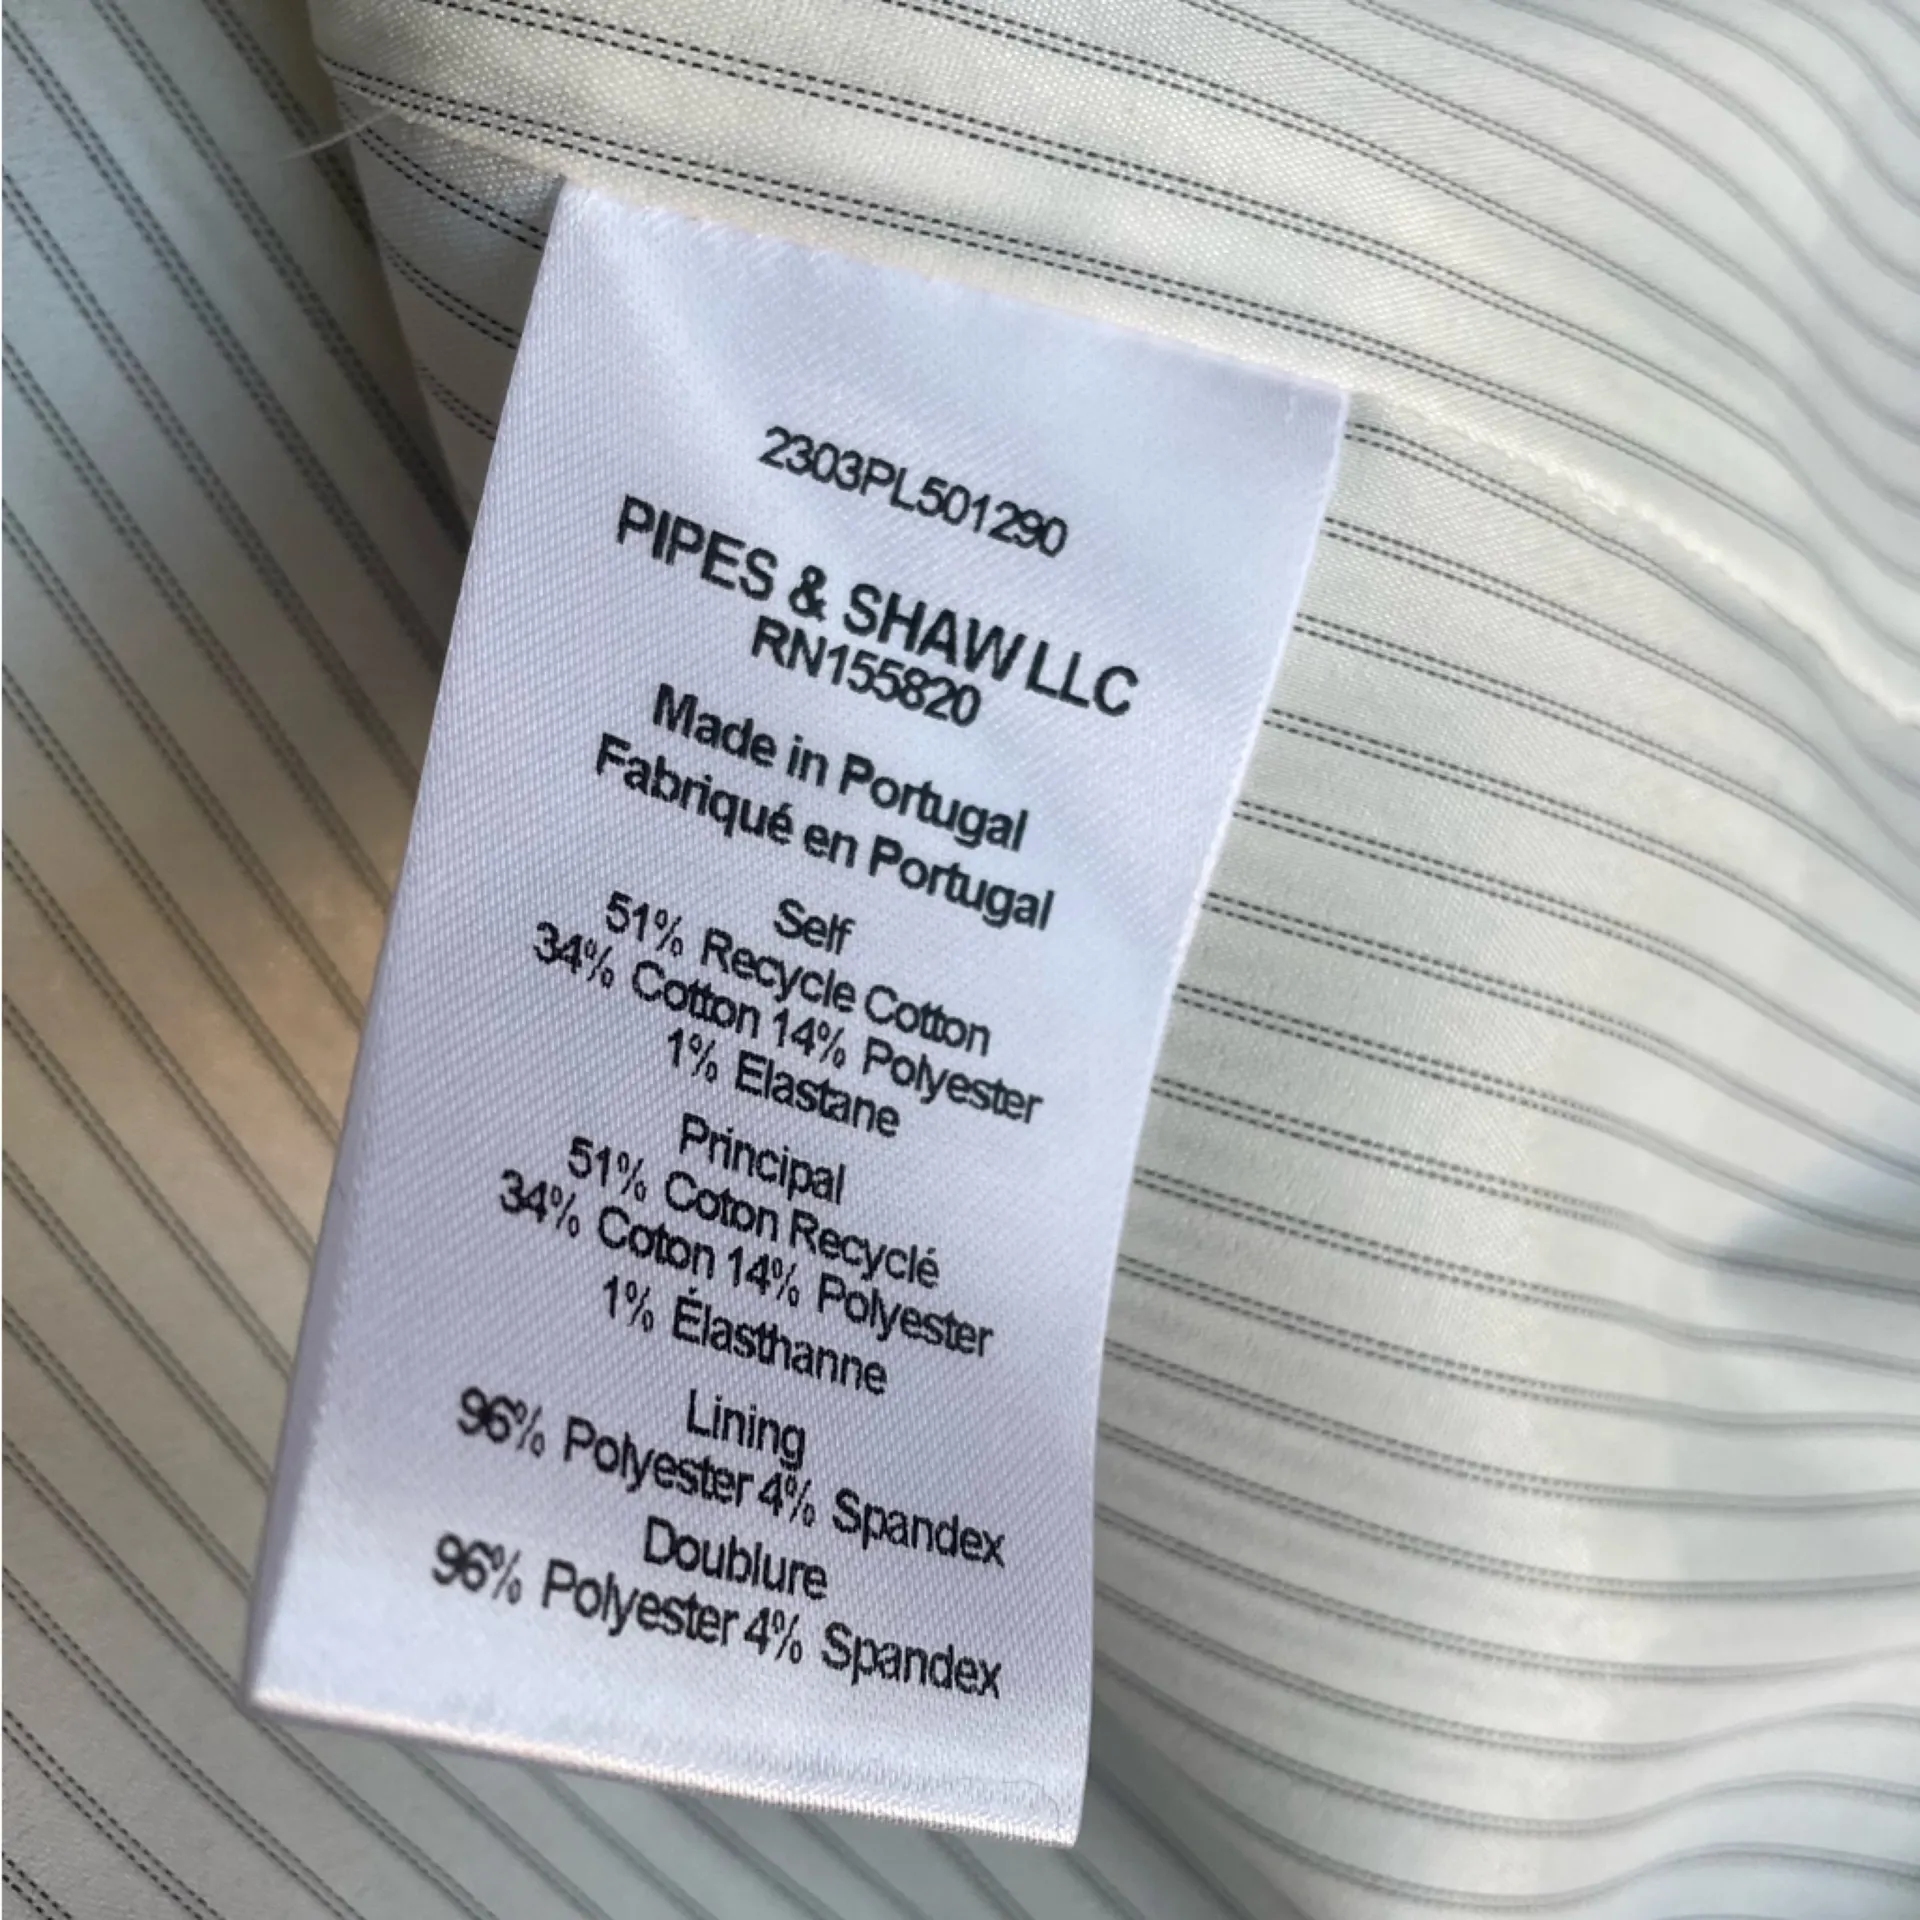 2303PL501290
PIPES & SHAW LLC
RN155820
Made in Portugal
Fabriqué en Portugal
Self
51% Recycle Cotton
34% Cotton 14% Polyester
1% Elastane
Principal
51% Coton Recyclé
34% Coton 14% Polyester
1% Élasthanne
Lining
96% Polyester 4% Spandex
Doublure
96% Polyester 4% Spandex